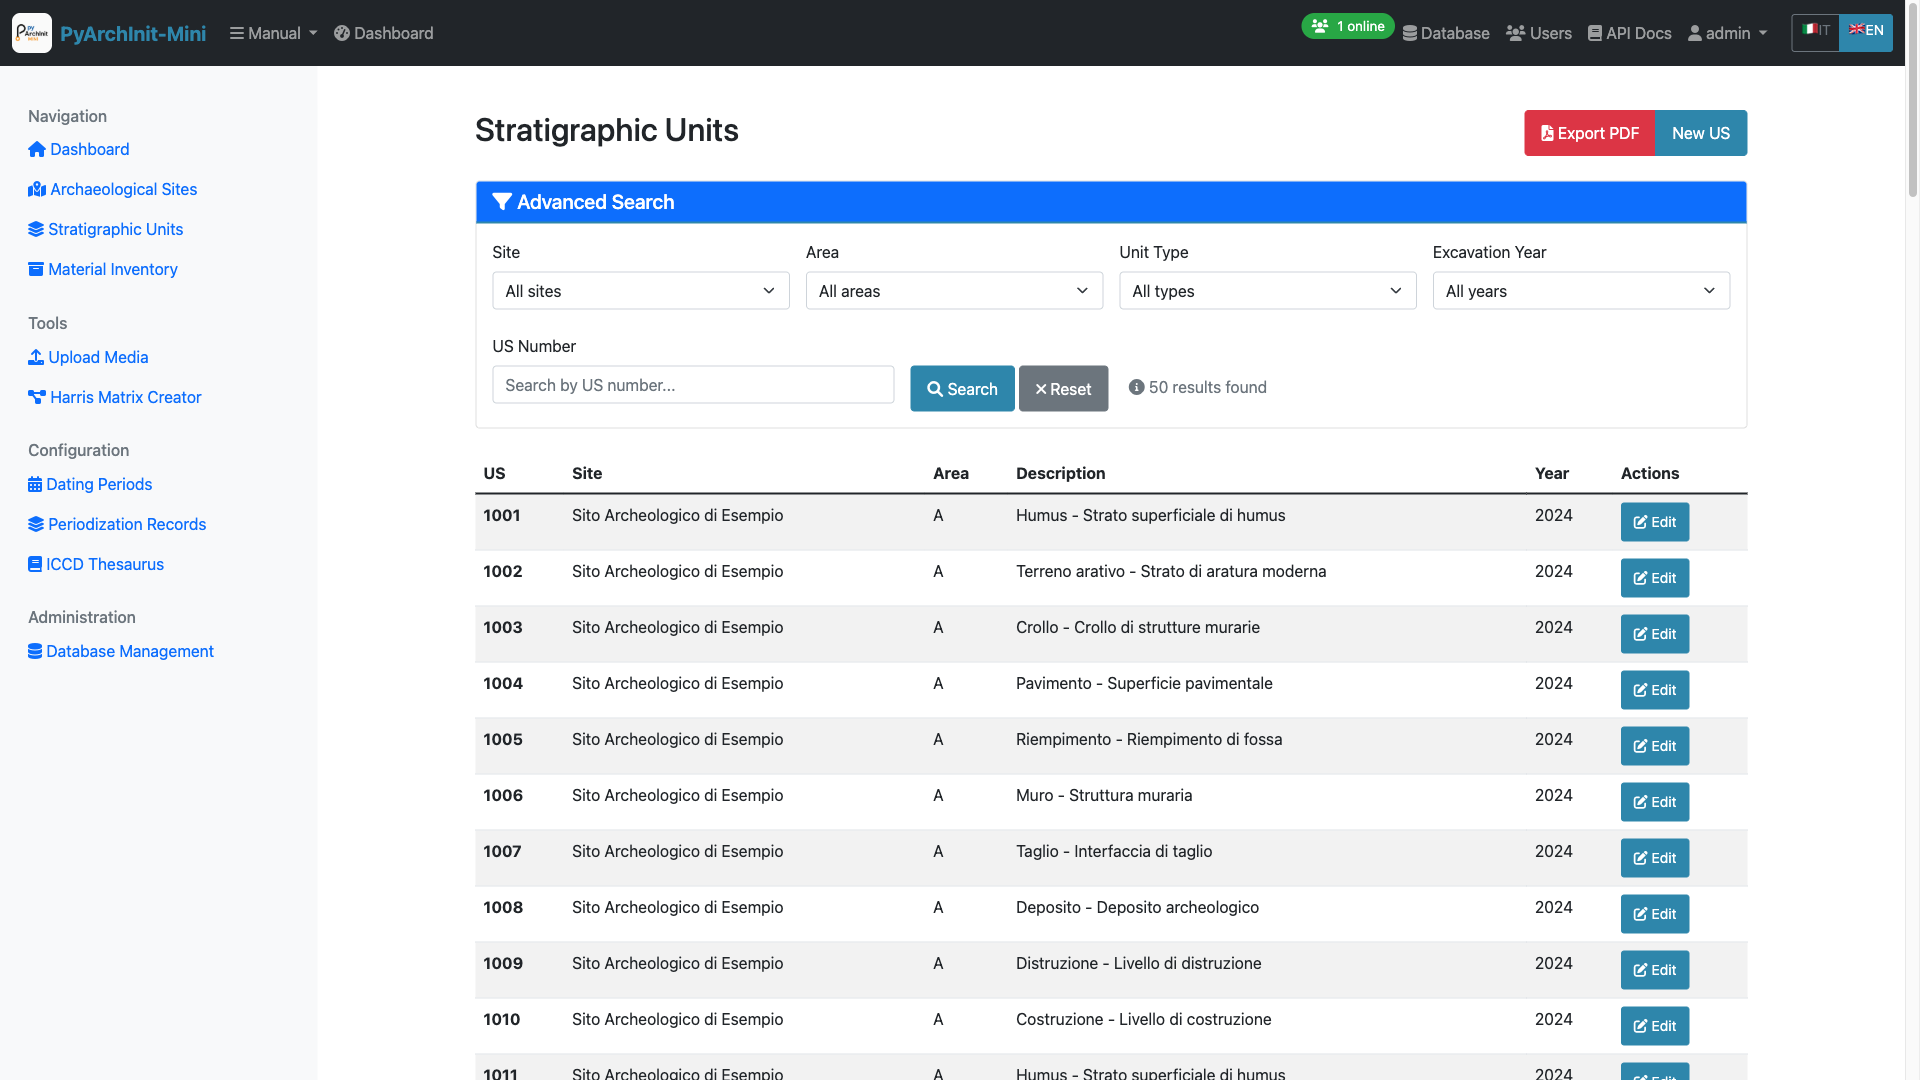 PyArchInit-Mini
Manual
Dashboard
1 online
Database
Users
API Docs
admin
IT
EN
Navigation
Dashboard
Archaeological Sites
Stratigraphic Units
Material Inventory
Tools
Upload Media
Harris Matrix Creator
Configuration
Dating Periods
Periodization Records
ICCD Thesaurus
Administration
Database Management
Stratigraphic Units
Export PDF
New US
Advanced Search
Site
Area
Unit Type
Excavation Year
All sites
All areas
All types
All years
US Number
Search by US number...
Search
Reset
50 results found
US Site Area Description Year Actions
1001 Sito Archeologico di Esempio A Humus - Strato superficiale di humus 2024 Edit
1002 Sito Archeologico di Esempio A Terreno arativo - Strato di aratura moderna 2024 Edit
1003 Sito Archeologico di Esempio A Crollo - Crollo di strutture murarie 2024 Edit
1004 Sito Archeologico di Esempio A Pavimento - Superficie pavimentale 2024 Edit
1005 Sito Archeologico di Esempio A Riempimento - Riempimento di fossa 2024 Edit
1006 Sito Archeologico di Esempio A Muro - Struttura muraria 2024 Edit
1007 Sito Archeologico di Esempio A Taglio - Interfaccia di taglio 2024 Edit
1008 Sito Archeologico di Esempio A Deposito - Deposito archeologico 2024 Edit
1009 Sito Archeologico di Esempio A Distruzione - Livello di distruzione 2024 Edit
1010 Sito Archeologico di Esempio A Costruzione - Livello di costruzione 2024 Edit
1011 Sito Archeologico di Esempio A Humus - Strato superficiale di humus 2024 Edit